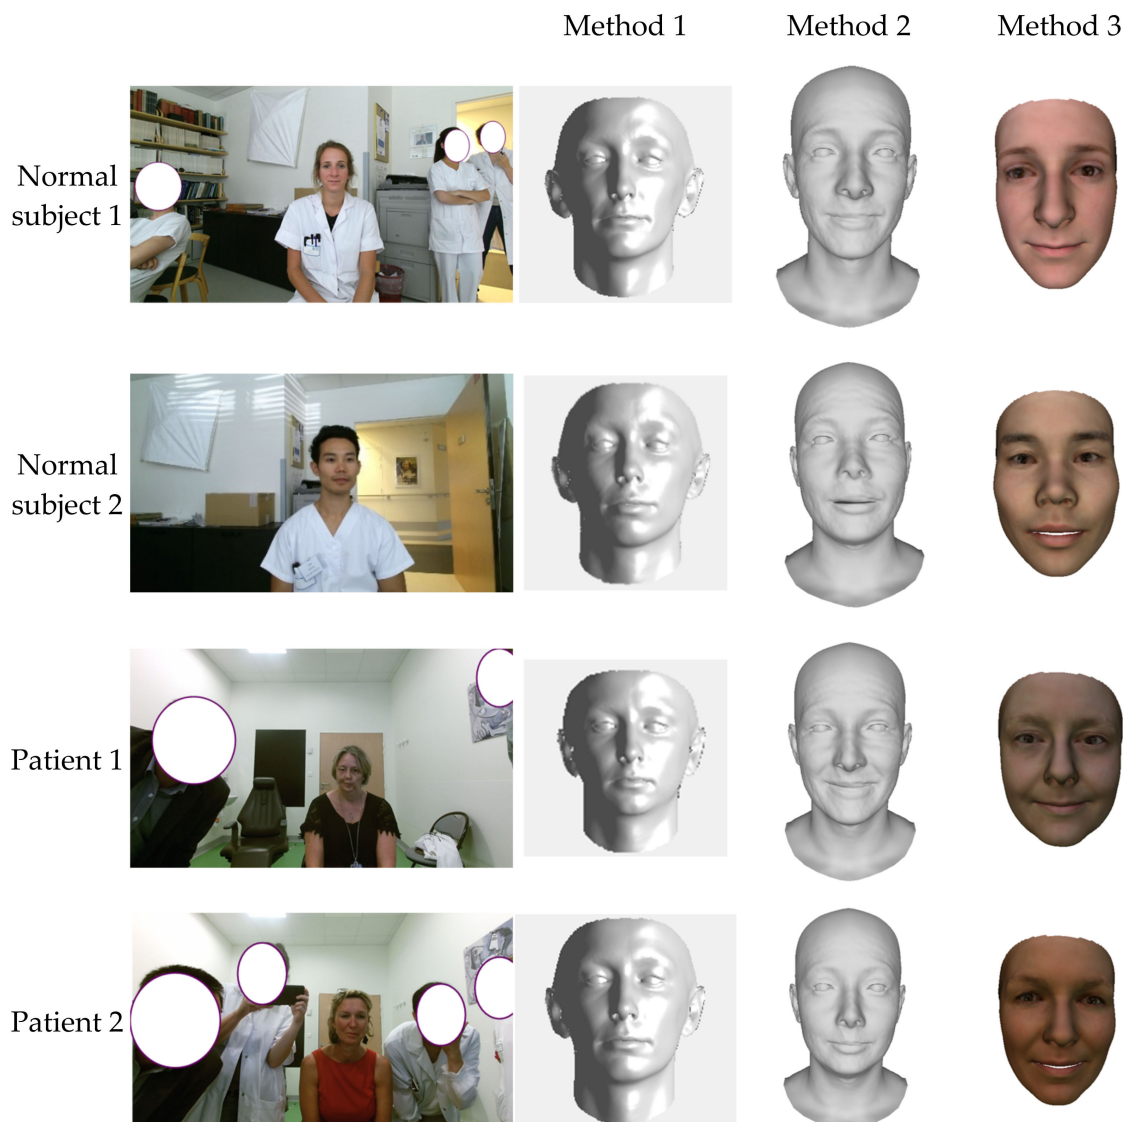 Method 1 Method 2 Method 3
Normal
subject 1
Normal
subject 2
Patient 1
Patient 2